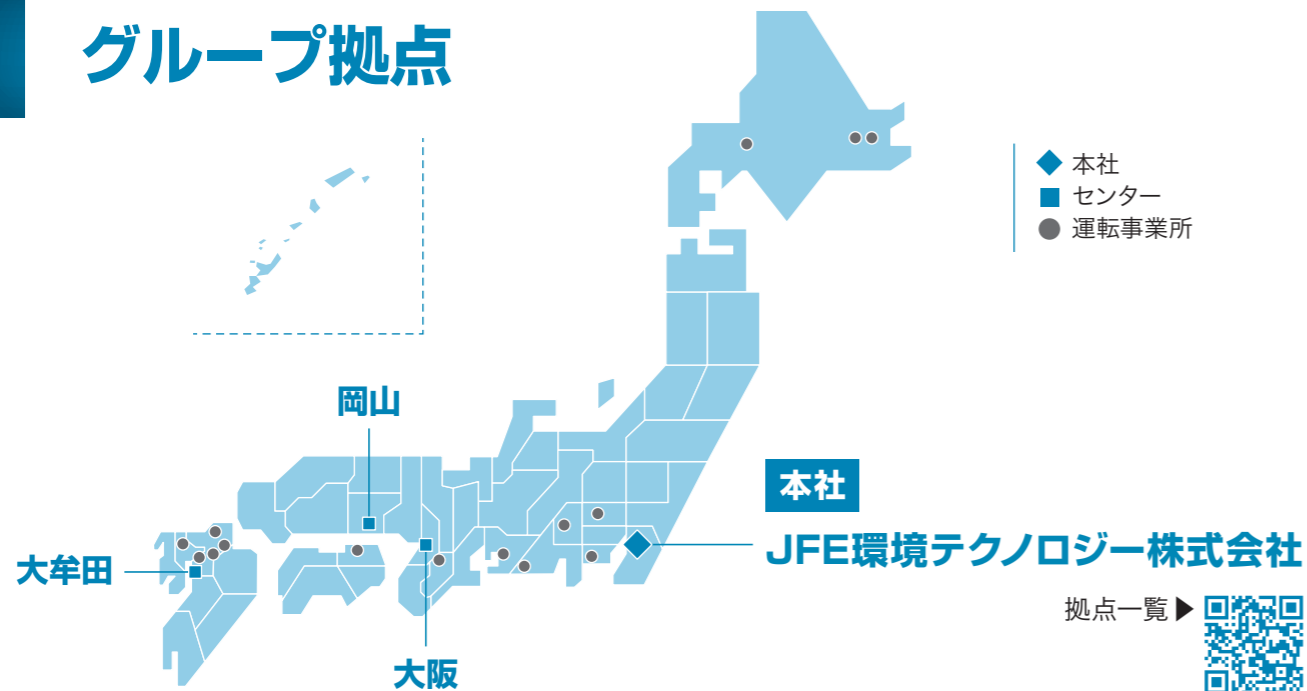 グループ拠点
本社
センター
運転事業所
岡山
本社
JFE環境テクノロジー株式会社
大牟田
拠点一覧▶
大阪